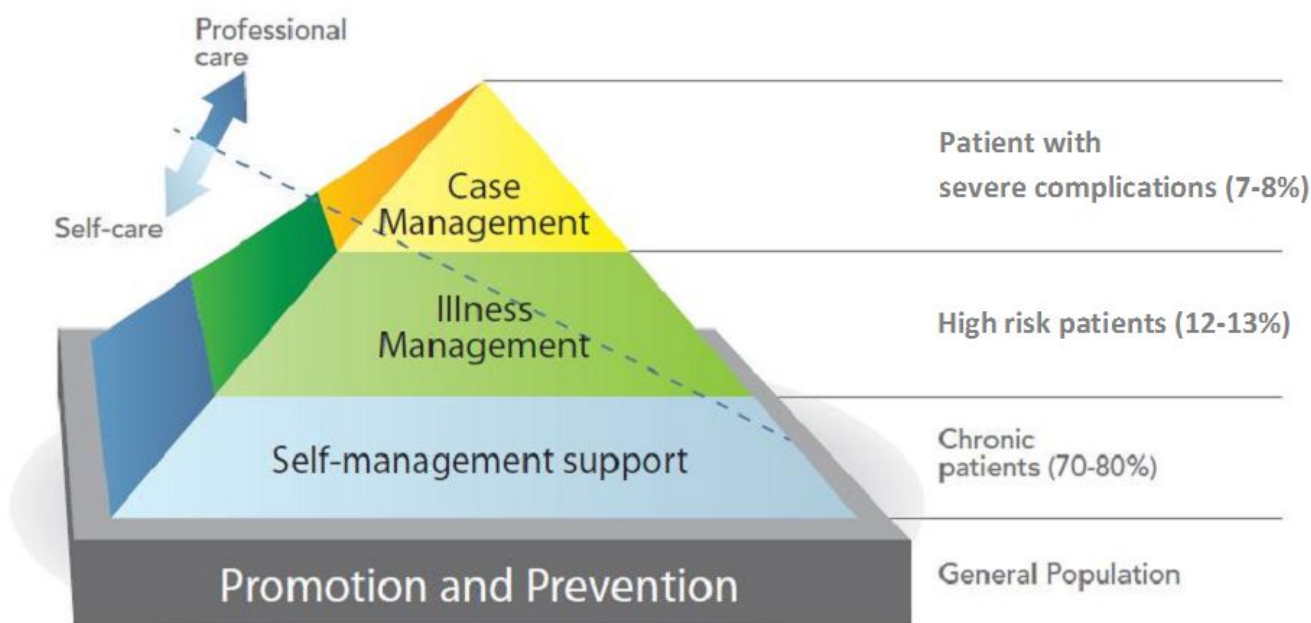 Professional
care
Self-care
Case
Management
Patient with
severe complications (7-8%)
Illness
Management
High risk patients (12-13%)
Self-management support
Chronic
patients (70-80%)
Promotion and Prevention
General Population